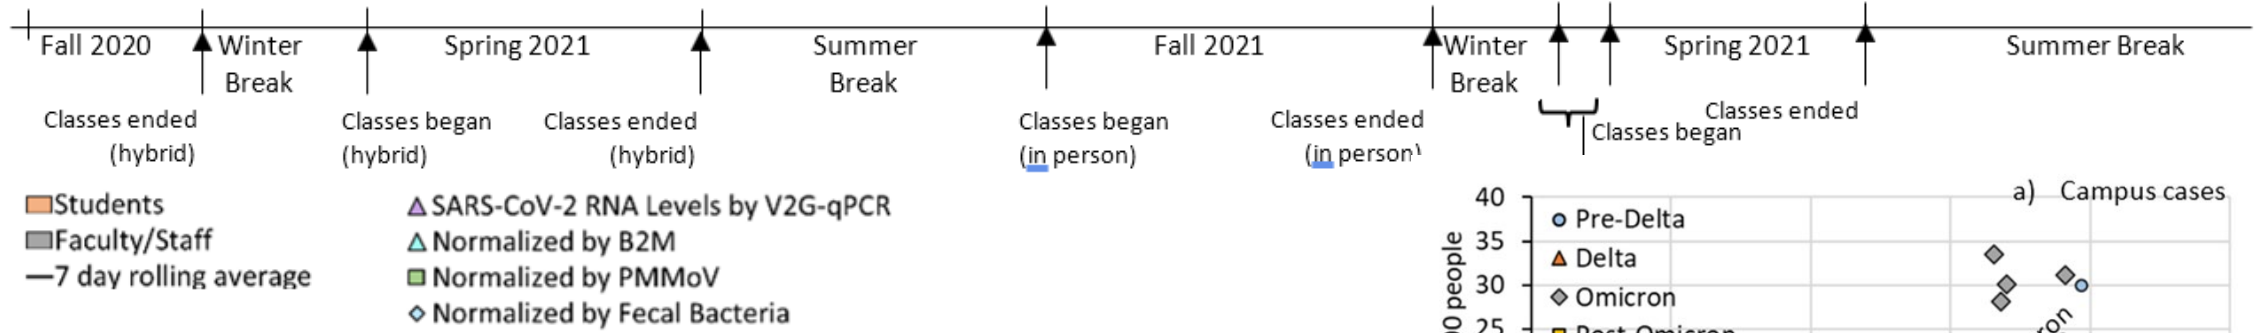 Fall 2020
Winter
Break
Spring 2021
Summer
Break
Fall 2021
Winter
Break
Spring 2021
Summer Break
Classes ended
(hybrid)
Classes began
(hybrid)
Classes ended
(hybrid)
Classes began
(in person)
Classes ended
(in person)
Classes began
Classes ended
Students
Faculty/Staff
7 day rolling average
SARS-CoV-2 RNA Levels by V2G-qPCR
Normalized by B2M
Normalized by PMMoV
Normalized by Fecal Bacteria
a) Campus cases
40
35
30
25
people
Pre-Delta
Delta
Omicron
Post-Omicron